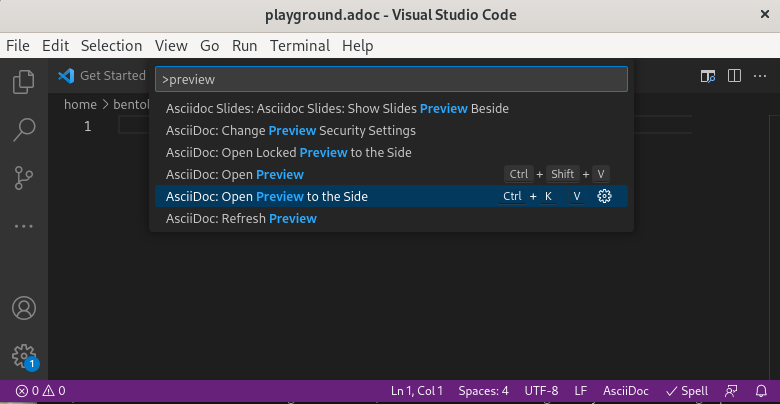 playground.adoc - Visual Studio Code
File Edit Selection View Go Run Terminal Help
Get Started
>preview
home > bentol
Asciidoc Slides: Asciidoc Slides: Show Slides Preview Beside
1
AsciiDoc: Change Preview Security Settings
AsciiDoc: Open Locked Preview to the Side
AsciiDoc: Open Preview Ctrl + Shift + V
AsciiDoc: Open Preview to the Side Ctrl + K V
AsciiDoc: Refresh Preview
1
0 0 Ln 1, Col 1 Spaces: 4 UTF-8 LF AsciiDoc Spell